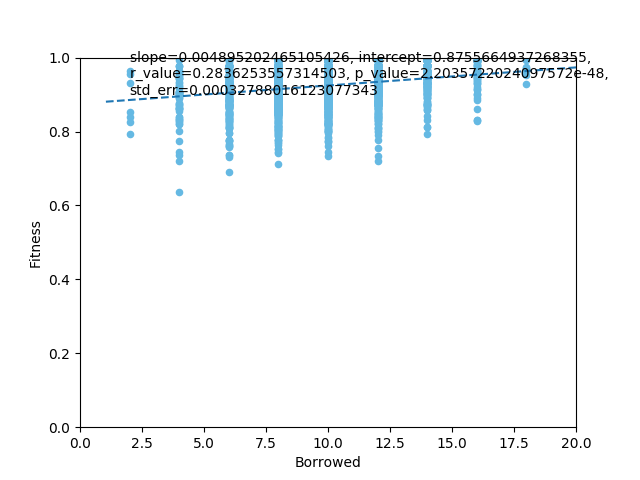 slope=0.004895202465105426, intercept=0.8755664937268355,
r_value=0.2836253557314503, p_value=2.2035722024097572e-48,
std_err=0.00032788016123077343
1.0
0.8
0.6
0.4
0.2
0.0
Fitness
0.0 2.5 5.0 7.5 10.0 12.5 15.0 17.5 20.0
Borrowed